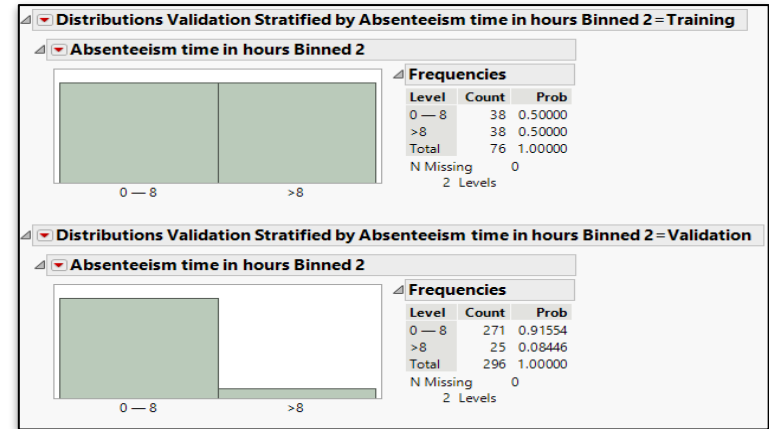 Distributions Validation Stratified by Absenteeism time in hours Binned 2=Training
Absenteeism time in hours Binned 2
0 — 8 >8
Frequencies
Level Count Prob
0 — 8 38 0.50000
>8 38 0.50000
Total 76 1.00000
N Missing 0
2 Levels
Distributions Validation Stratified by Absenteeism time in hours Binned 2=Validation
Absenteeism time in hours Binned 2
0 — 8 >8
Frequencies
Level Count Prob
0 — 8 271 0.91554
>8 25 0.08446
Total 296 1.00000
N Missing 0
2 Levels